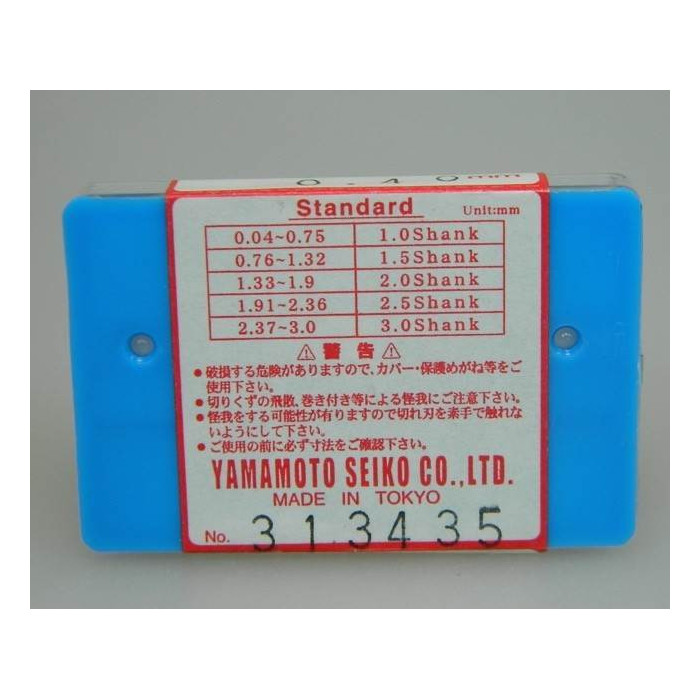 mm
Standard Unit:mm
0.04~0.75 1.0Shank
0.76~1.32 1.5Shank
1.33~1.9 2.0Shank
1.91~2.36 2.5Shank
2.37~3.0 3.0Shank
⚠警告⚠
●破損する危険がありますので、カバー・保護めがね等をご
使用下さい。
●切りくずの飛散、巻き付き等による怪我にご注意下さい。
●怪我をする可能性が有りますので切れ刃を素手で触れな
いようにして下さい。
●ご使用の前に必ず寸法をご確認下さい。
YAMAMOTO SEIKO CO.,LTD.
MADE IN TOKYO
No. 313435